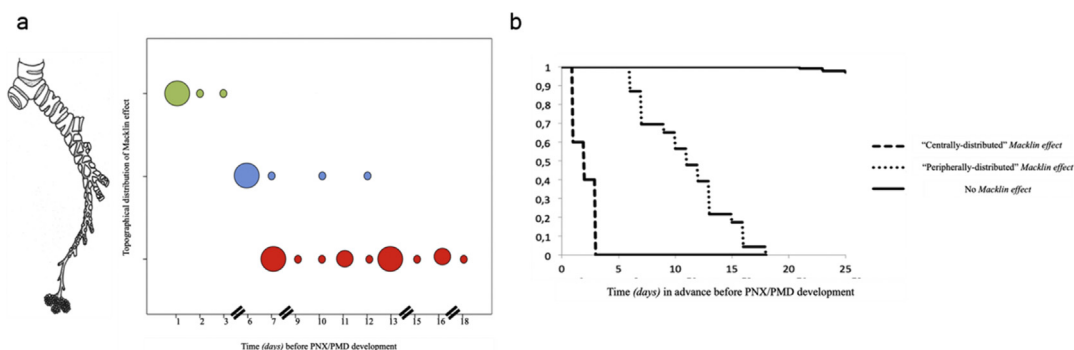 a
Topographical distribution of Macklin effect
1 2 3 6 7 9 10 11 12 13 15 16 18
Time (days) before PNX/PMD development
b
1
0,9
0,8
0,7
0,6
0,5
0,4
0,3
0,2
0,1
0
0 5 10 15 20 25
Time (days) in advance before PNX/PMD development
"Centrally-distributed" Macklin effect
"Peripherally-distributed" Macklin effect
No Macklin effect